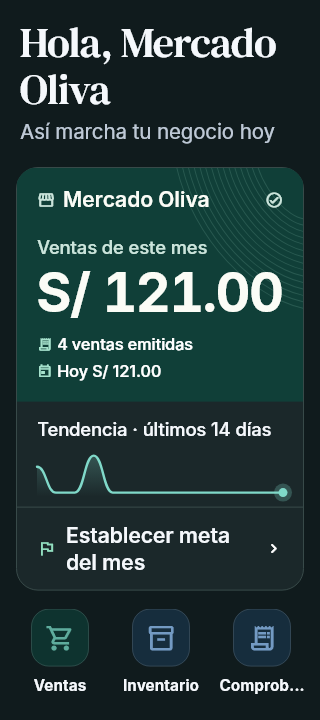 Hola, Mercado
Oliva
Así marcha tu negocio hoy
Mercado Oliva
Ventas de este mes
S/ 121.00
4 ventas emitidas
Hoy S/ 121.00
Tendencia · últimos 14 días
Establecer meta
del mes
Ventas
Inventario
Comprob...